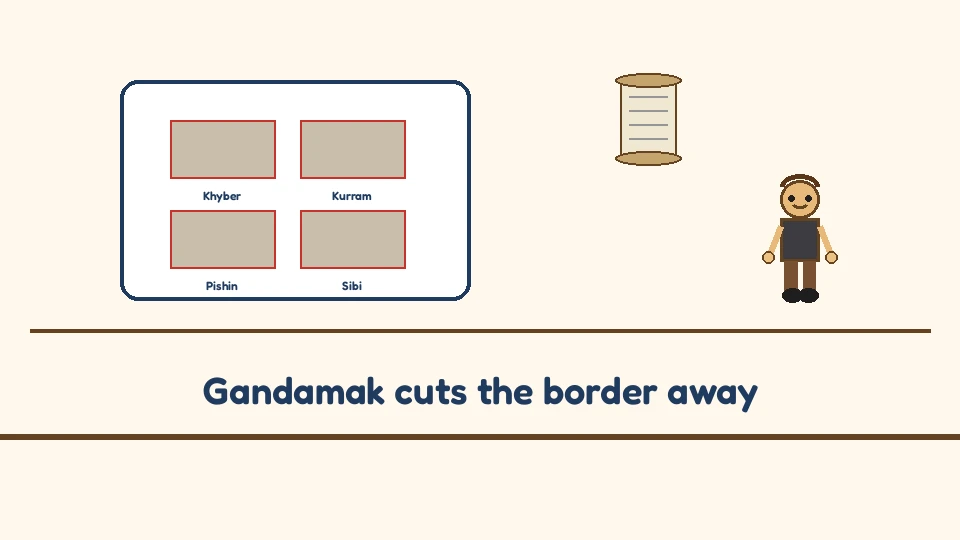 Khyber
Kurram
Pishin
Sibi
Gandamak cuts the border away